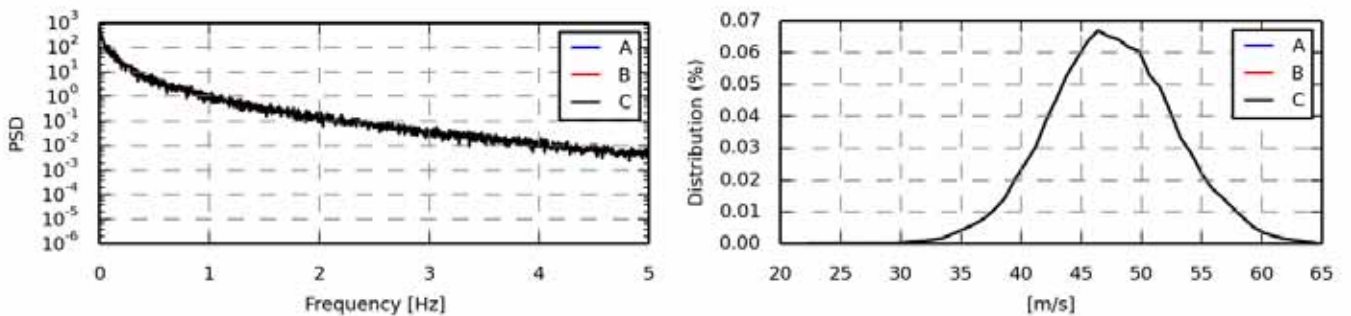 10³
10²
10¹
10⁰
10⁻¹
10⁻²
10⁻³
10⁻⁴
10⁻⁵
10⁻⁶
PSD
0 1 2 3 4 5
Frequency [Hz]
A
B
C
0.07
0.06
0.05
0.04
0.03
0.02
0.01
0.00
Distribution (%)
20 25 30 35 40 45 50 55 60 65
[m/s]
A
B
C